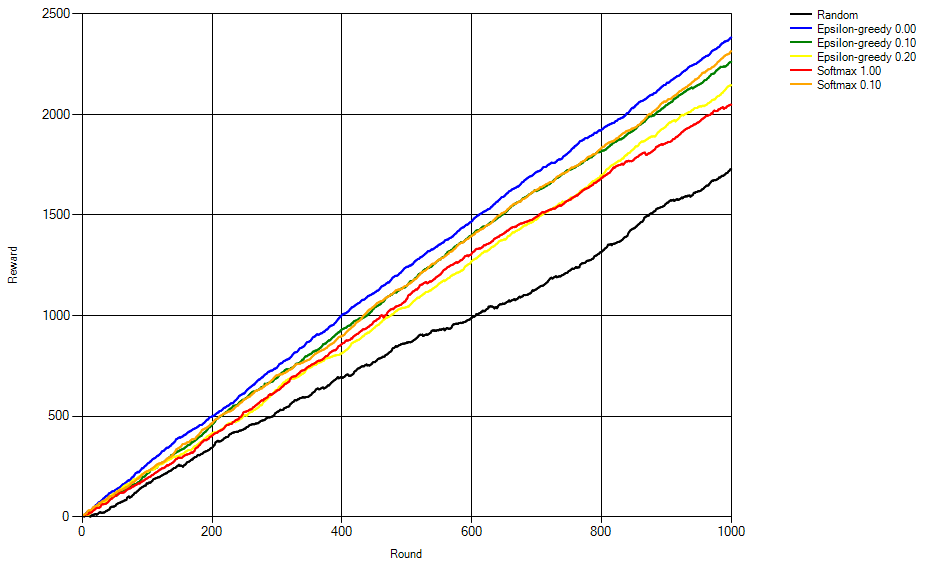 2500
2000
1500
1000
500
0
0 200 400 600 800 1000
Reward
Round
Random
Epsilon-greedy 0.00
Epsilon-greedy 0.10
Epsilon-greedy 0.20
Softmax 1.00
Softmax 0.10